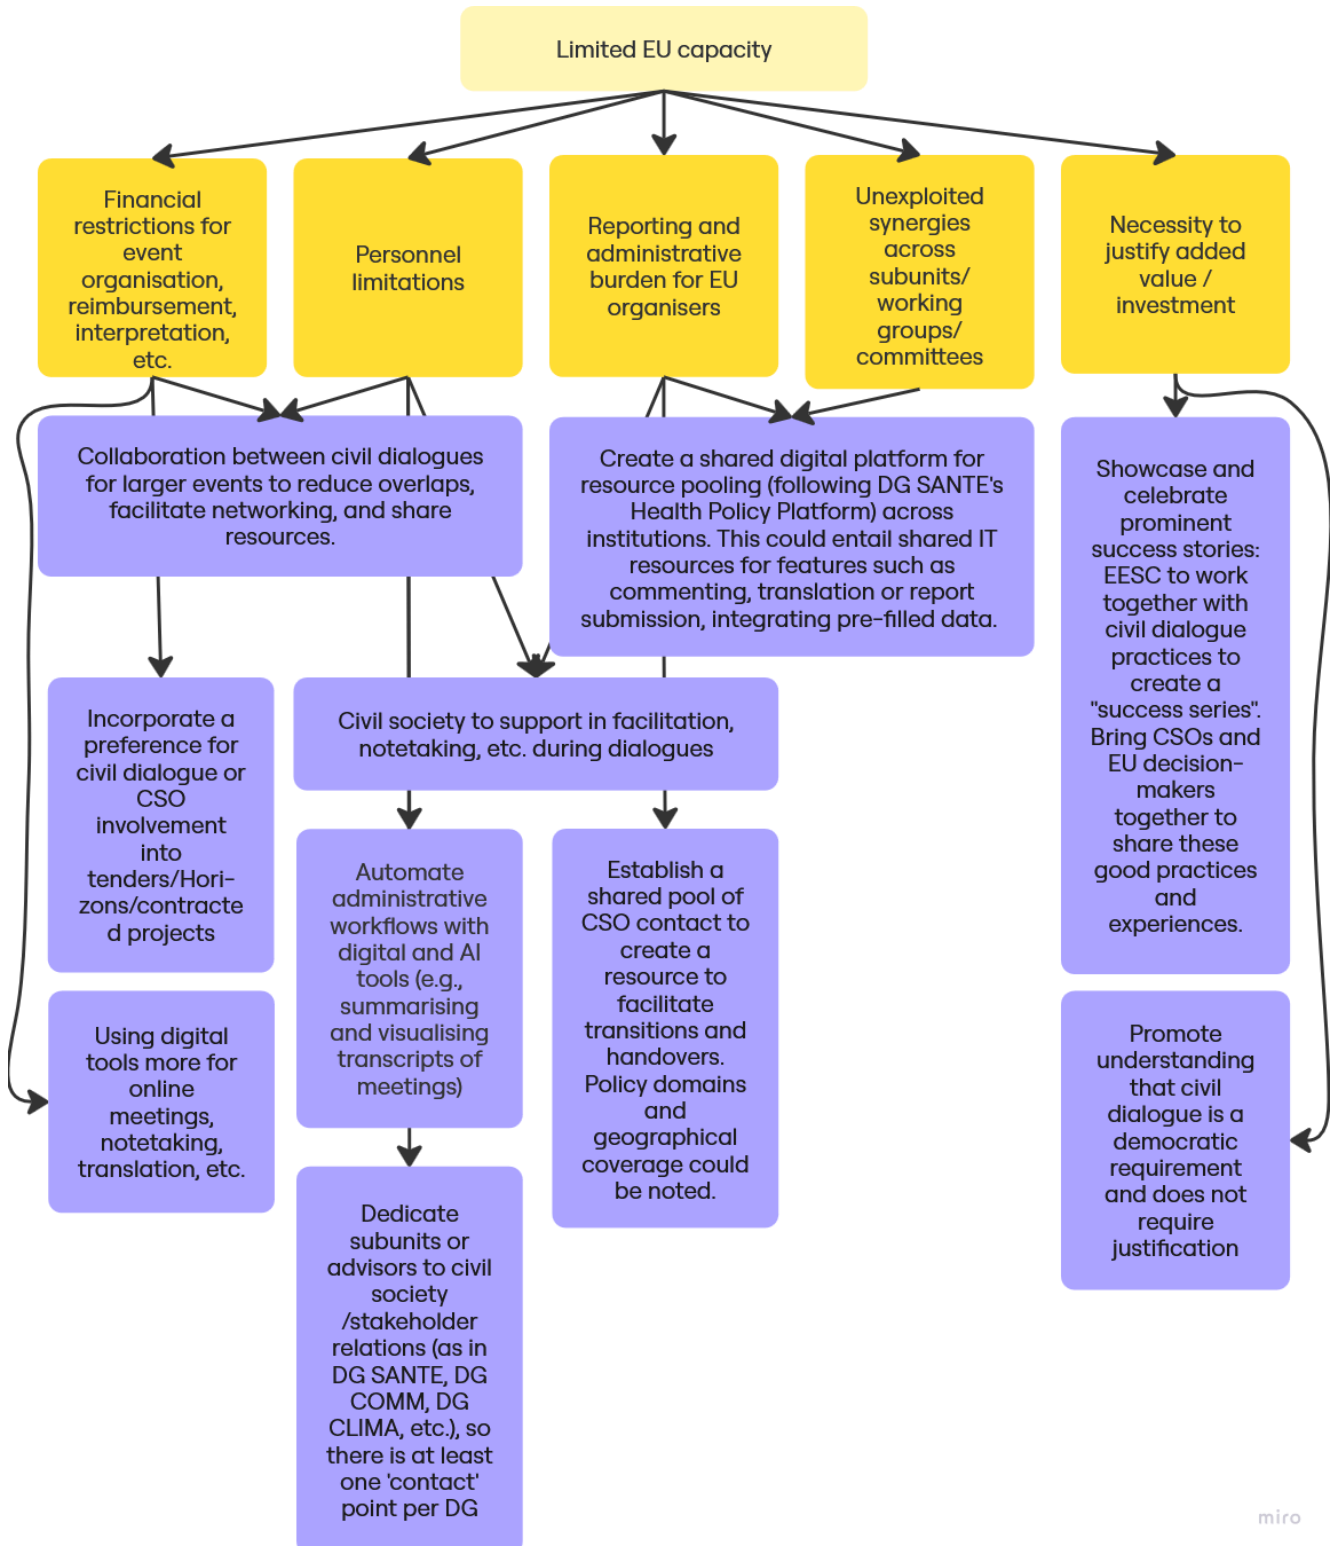 Limited EU capacity
Financial
restrictions for
event
organisation,
reimbursement,
interpretation,
etc.
Personnel
limitations
Reporting and
administrative
burden for EU
organisers
Unexploited
synergies
across
subunits/
working
groups/
committees
Necessity to
justify added
value /
investment
Collaboration between civil dialogues
for larger events to reduce overlaps,
facilitate networking, and share
resources.
Create a shared digital platform for
resource pooling (following DG SANTE's
Health Policy Platform) across
institutions. This could entail shared IT
resources for features such as
commenting, translation or report
submission, integrating pre-filled data.
Showcase and
celebrate
prominent
success stories:
EESC to work
together with
civil dialogue
practices to
create a
"success series".
Bring CSOs and
EU decision-
makers
together to
share these
good practices
and
experiences.
Incorporate a
preference for
civil dialogue or
CSO
involvement
into
tenders/Hori-
zons/contracte
d projects
Civil society to support in facilitation,
notetaking, etc. during dialogues
Automate
administrative
workflows with
digital and AI
tools (e.g.,
summarising
and visualising
transcripts of
meetings)
Establish a
shared pool of
CSO contact to
create a
resource to
facilitate
transitions and
handovers.
Policy domains
and
geographical
coverage could
be noted.
Using digital
tools more for
online
meetings,
notetaking,
translation, etc.
Promote
understanding
that civil
dialogue is a
democratic
requirement
and does not
require
justification
Dedicate
subunits or
advisors to civil
society
/stakeholder
relations (as in
DG SANTE, DG
COMM, DG
CLIMA, etc.), so
there is at least
one 'contact'
point per DG
miro